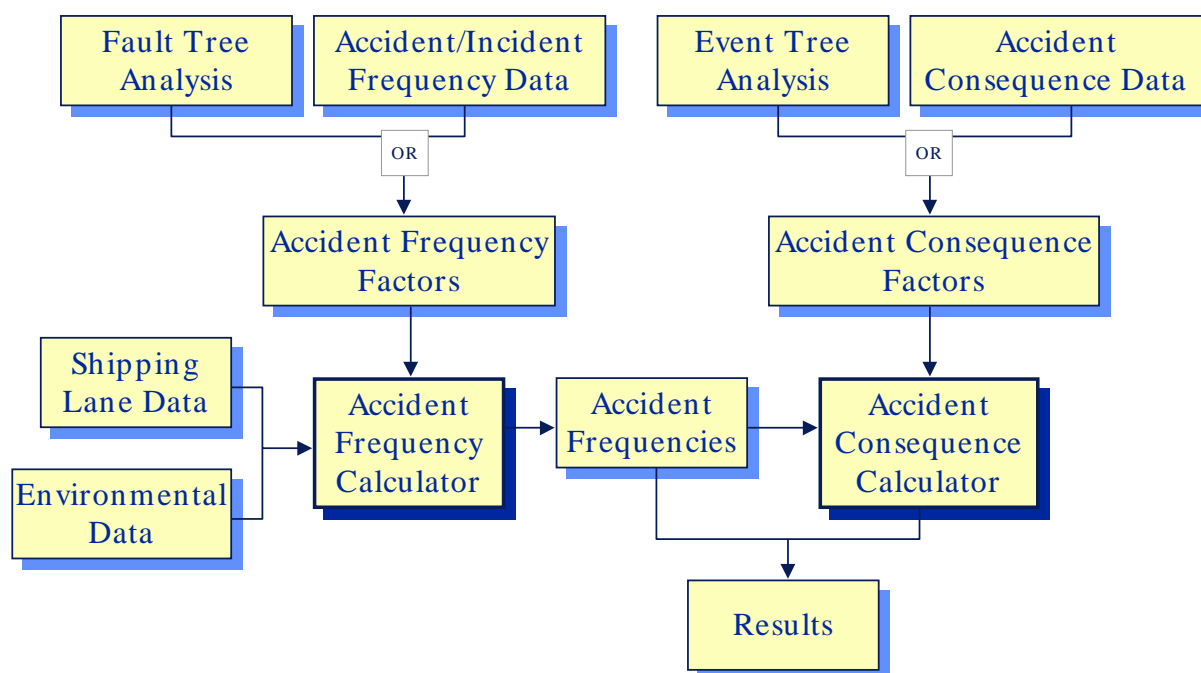 Fault Tree
Analysis
Accident/Incident
Frequency Data
Event Tree
Analysis
Accident
Consequence Data
OR
OR
Accident Frequency
Factors
Accident Consequence
Factors
Shipping
Lane Data
Environmental
Data
Accident
Frequency
Calculator
Accident
Frequencies
Accident
Consequence
Calculator
Results